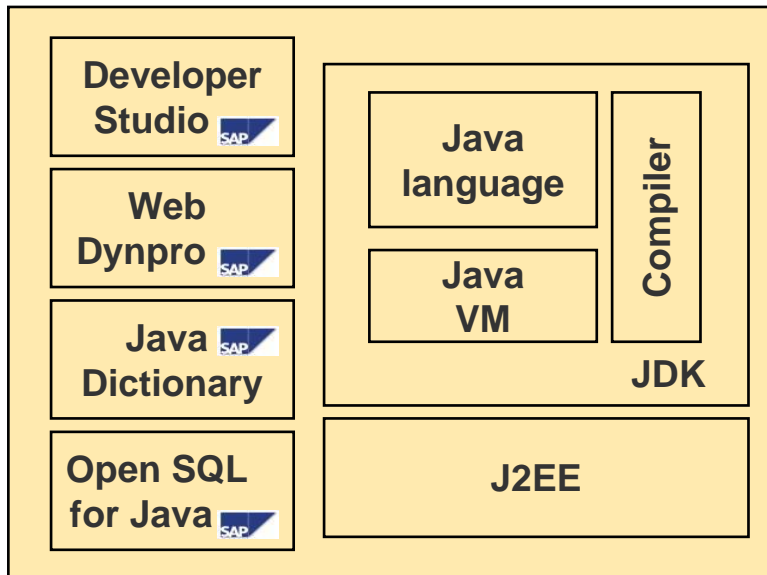 Developer
Studio SAP
Web
Dynpro SAP
Java SAP
Dictionary
Open SQL
for Java SAP
Java
language
Java
VM
Compiler
JDK
J2EE